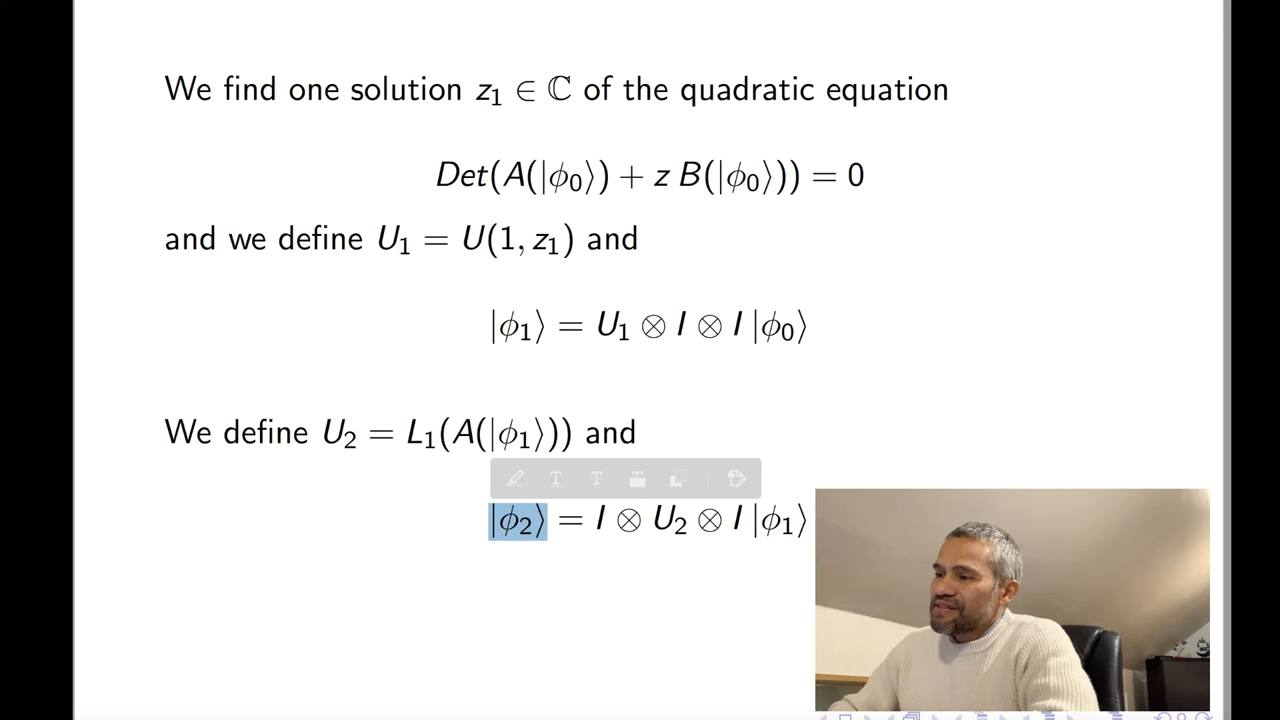 We find one solution z₁ ∈ ℂ of the quadratic equation
Det(A(|ϕ₀⟩) + z B(|ϕ₀⟩)) = 0
and we define U₁ = U(1, z₁) and
|ϕ₁⟩ = U₁ ⊗ I ⊗ I |ϕ₀⟩
We define U₂ = L₁(A(|ϕ₁⟩)) and
|ϕ₂⟩ = I ⊗ U₂ ⊗ I |ϕ₁⟩